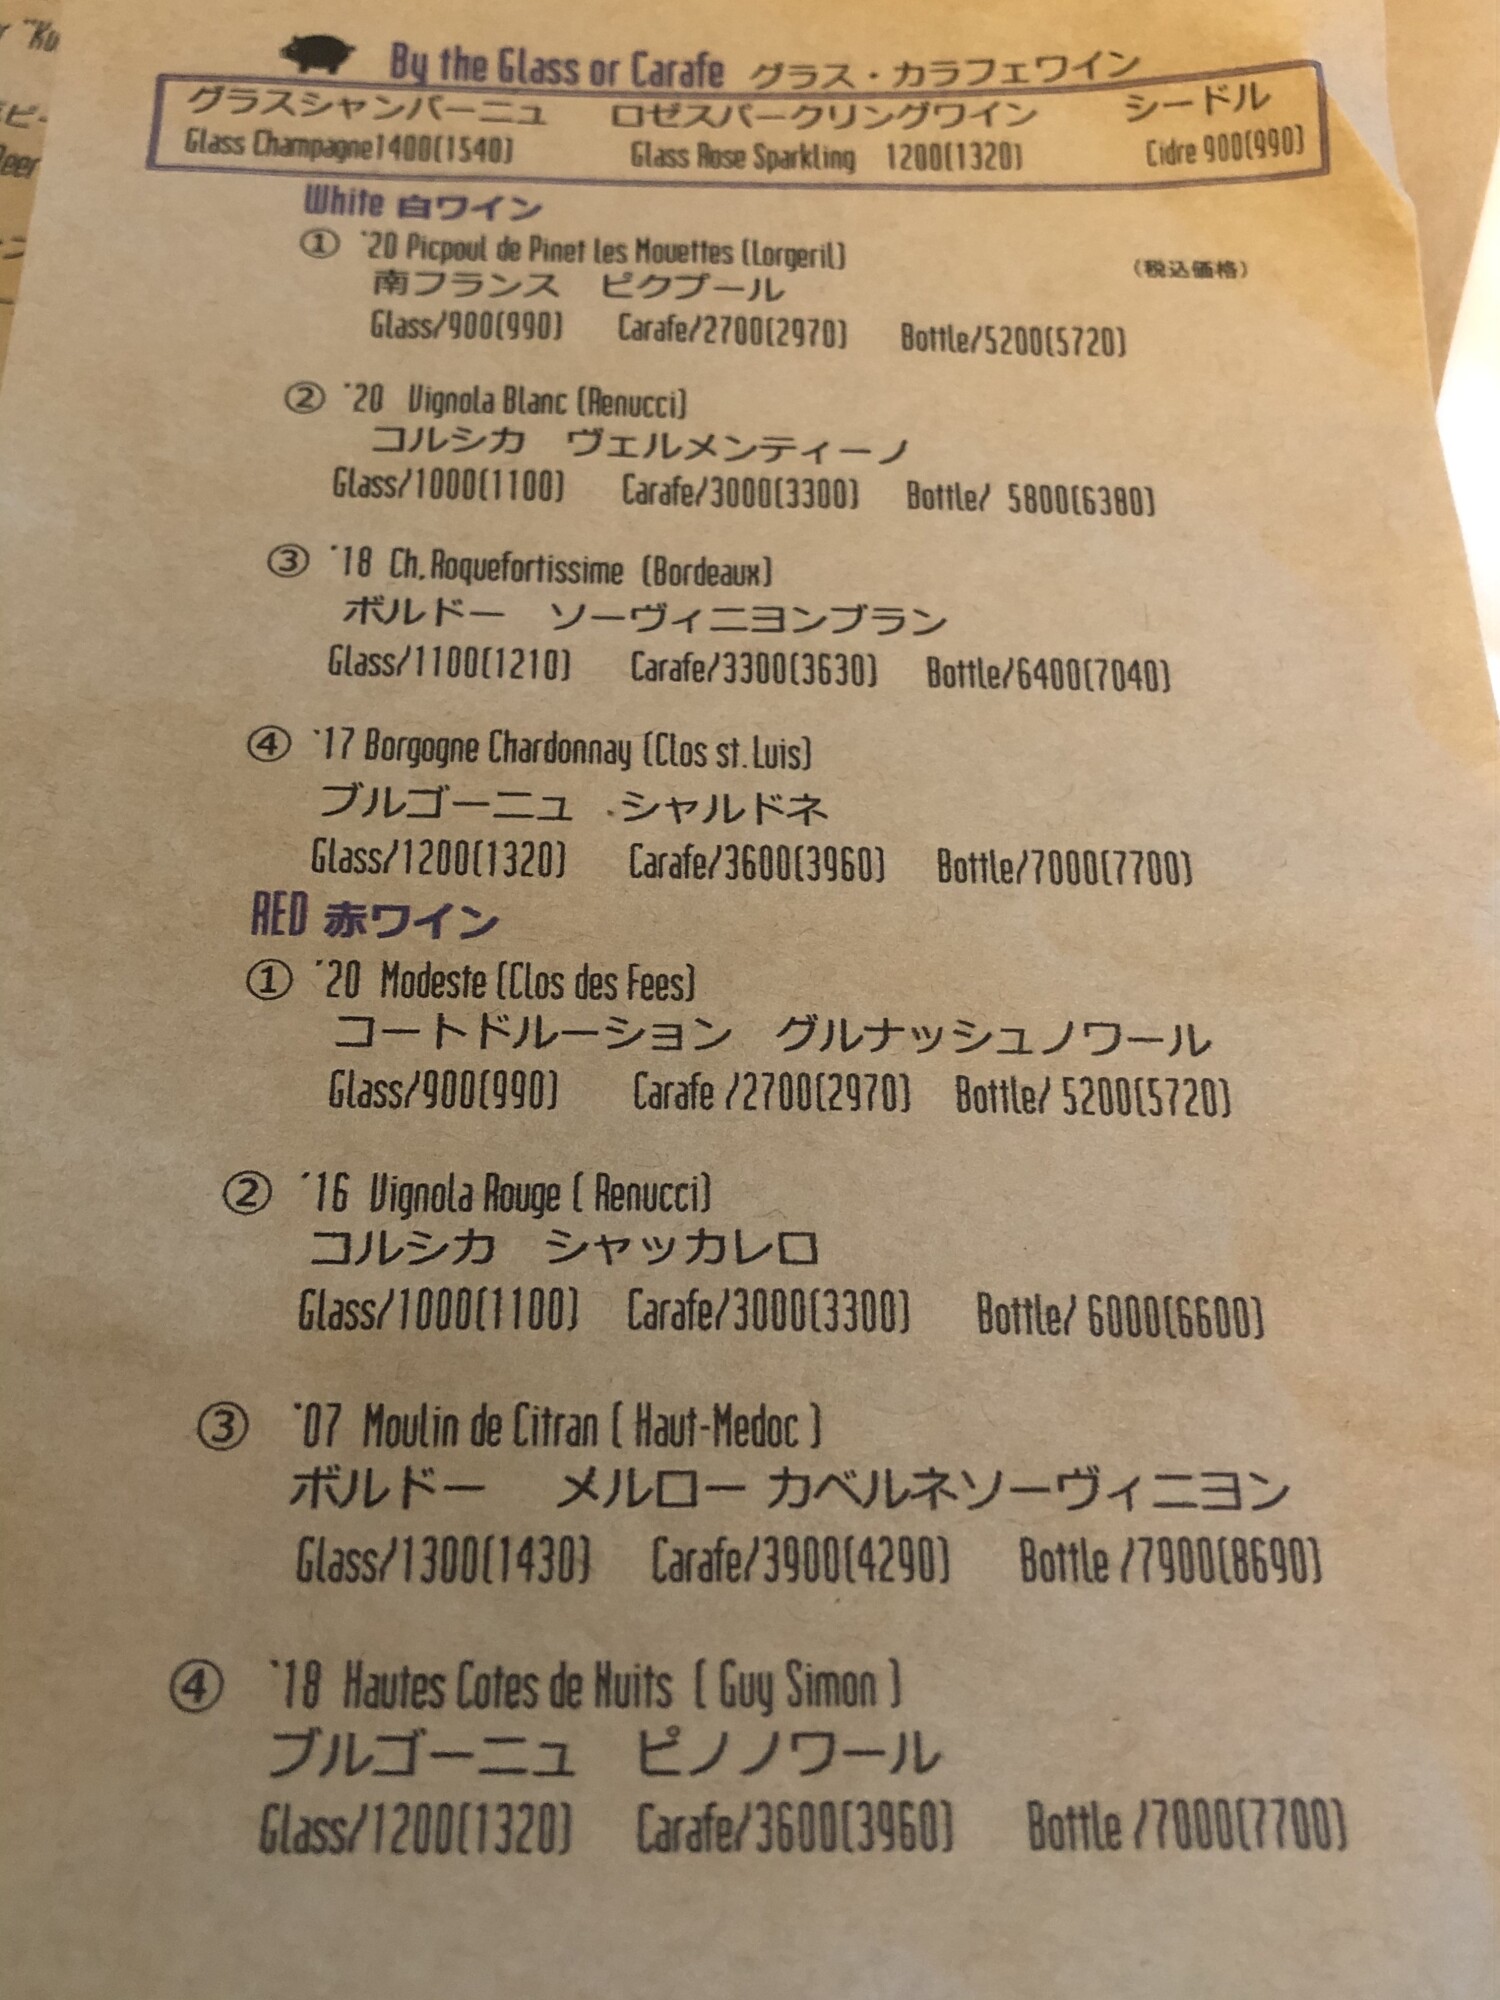 "Ku
By the Glass or Carafe グラス・カラフェワイン
グラスシャンパーニュ ロゼスパークリングワイン シードル
Glass Champagne1400(1540) Glass Rose Sparkling 1200(1320) Cidre 900(990)
White 白ワイン
① '20 Picpoul de Pinet les Mouettes (Lorgeril)
(税込価格)
南フランス ピクプール
Glass/900(990) Carafe/2700(2970) Bottle/5200(5720)
② '20 Vignola Blanc (Renucci)
コルシカ ヴェルメンティーノ
Glass/1000(1100) Carafe/3000(3300) Bottle/ 5800(6380)
③ '18 Ch.Roquefortissime (Bordeaux)
ボルドー ソーヴィニヨンブラン
Glass/1100(1210) Carafe/3300(3630) Bottle/6400(7040)
④ '17 Borgogne Chardonnay (Clos st.Luis)
ブルゴーニュ シャルドネ
Glass/1200(1320) Carafe/3600(3960) Bottle/7000(7700)
RED 赤ワイン
① '20 Modeste (Clos des Fees)
コートドルーション グルナッシュノワール
Glass/900(990) Carafe /2700(2970) Bottle/ 5200(5720)
② '16 Vignola Rouge ( Renucci)
コルシカ シャッカレロ
Glass/1000(1100) Carafe/3000(3300) Bottle/ 6000(6600)
③ '07 Moulin de Citran ( Haut-Medoc )
ボルドー メルロー カベルネソーヴィニヨン
Glass/1300(1430) Carafe/3900(4290) Bottle /7900(8690)
④ '18 Hautes Cotes de Nuits ( Guy Simon )
ブルゴーニュ ピノノワール
Glass/1200(1320) Carafe/3600(3960) Bottle /7000(7700)